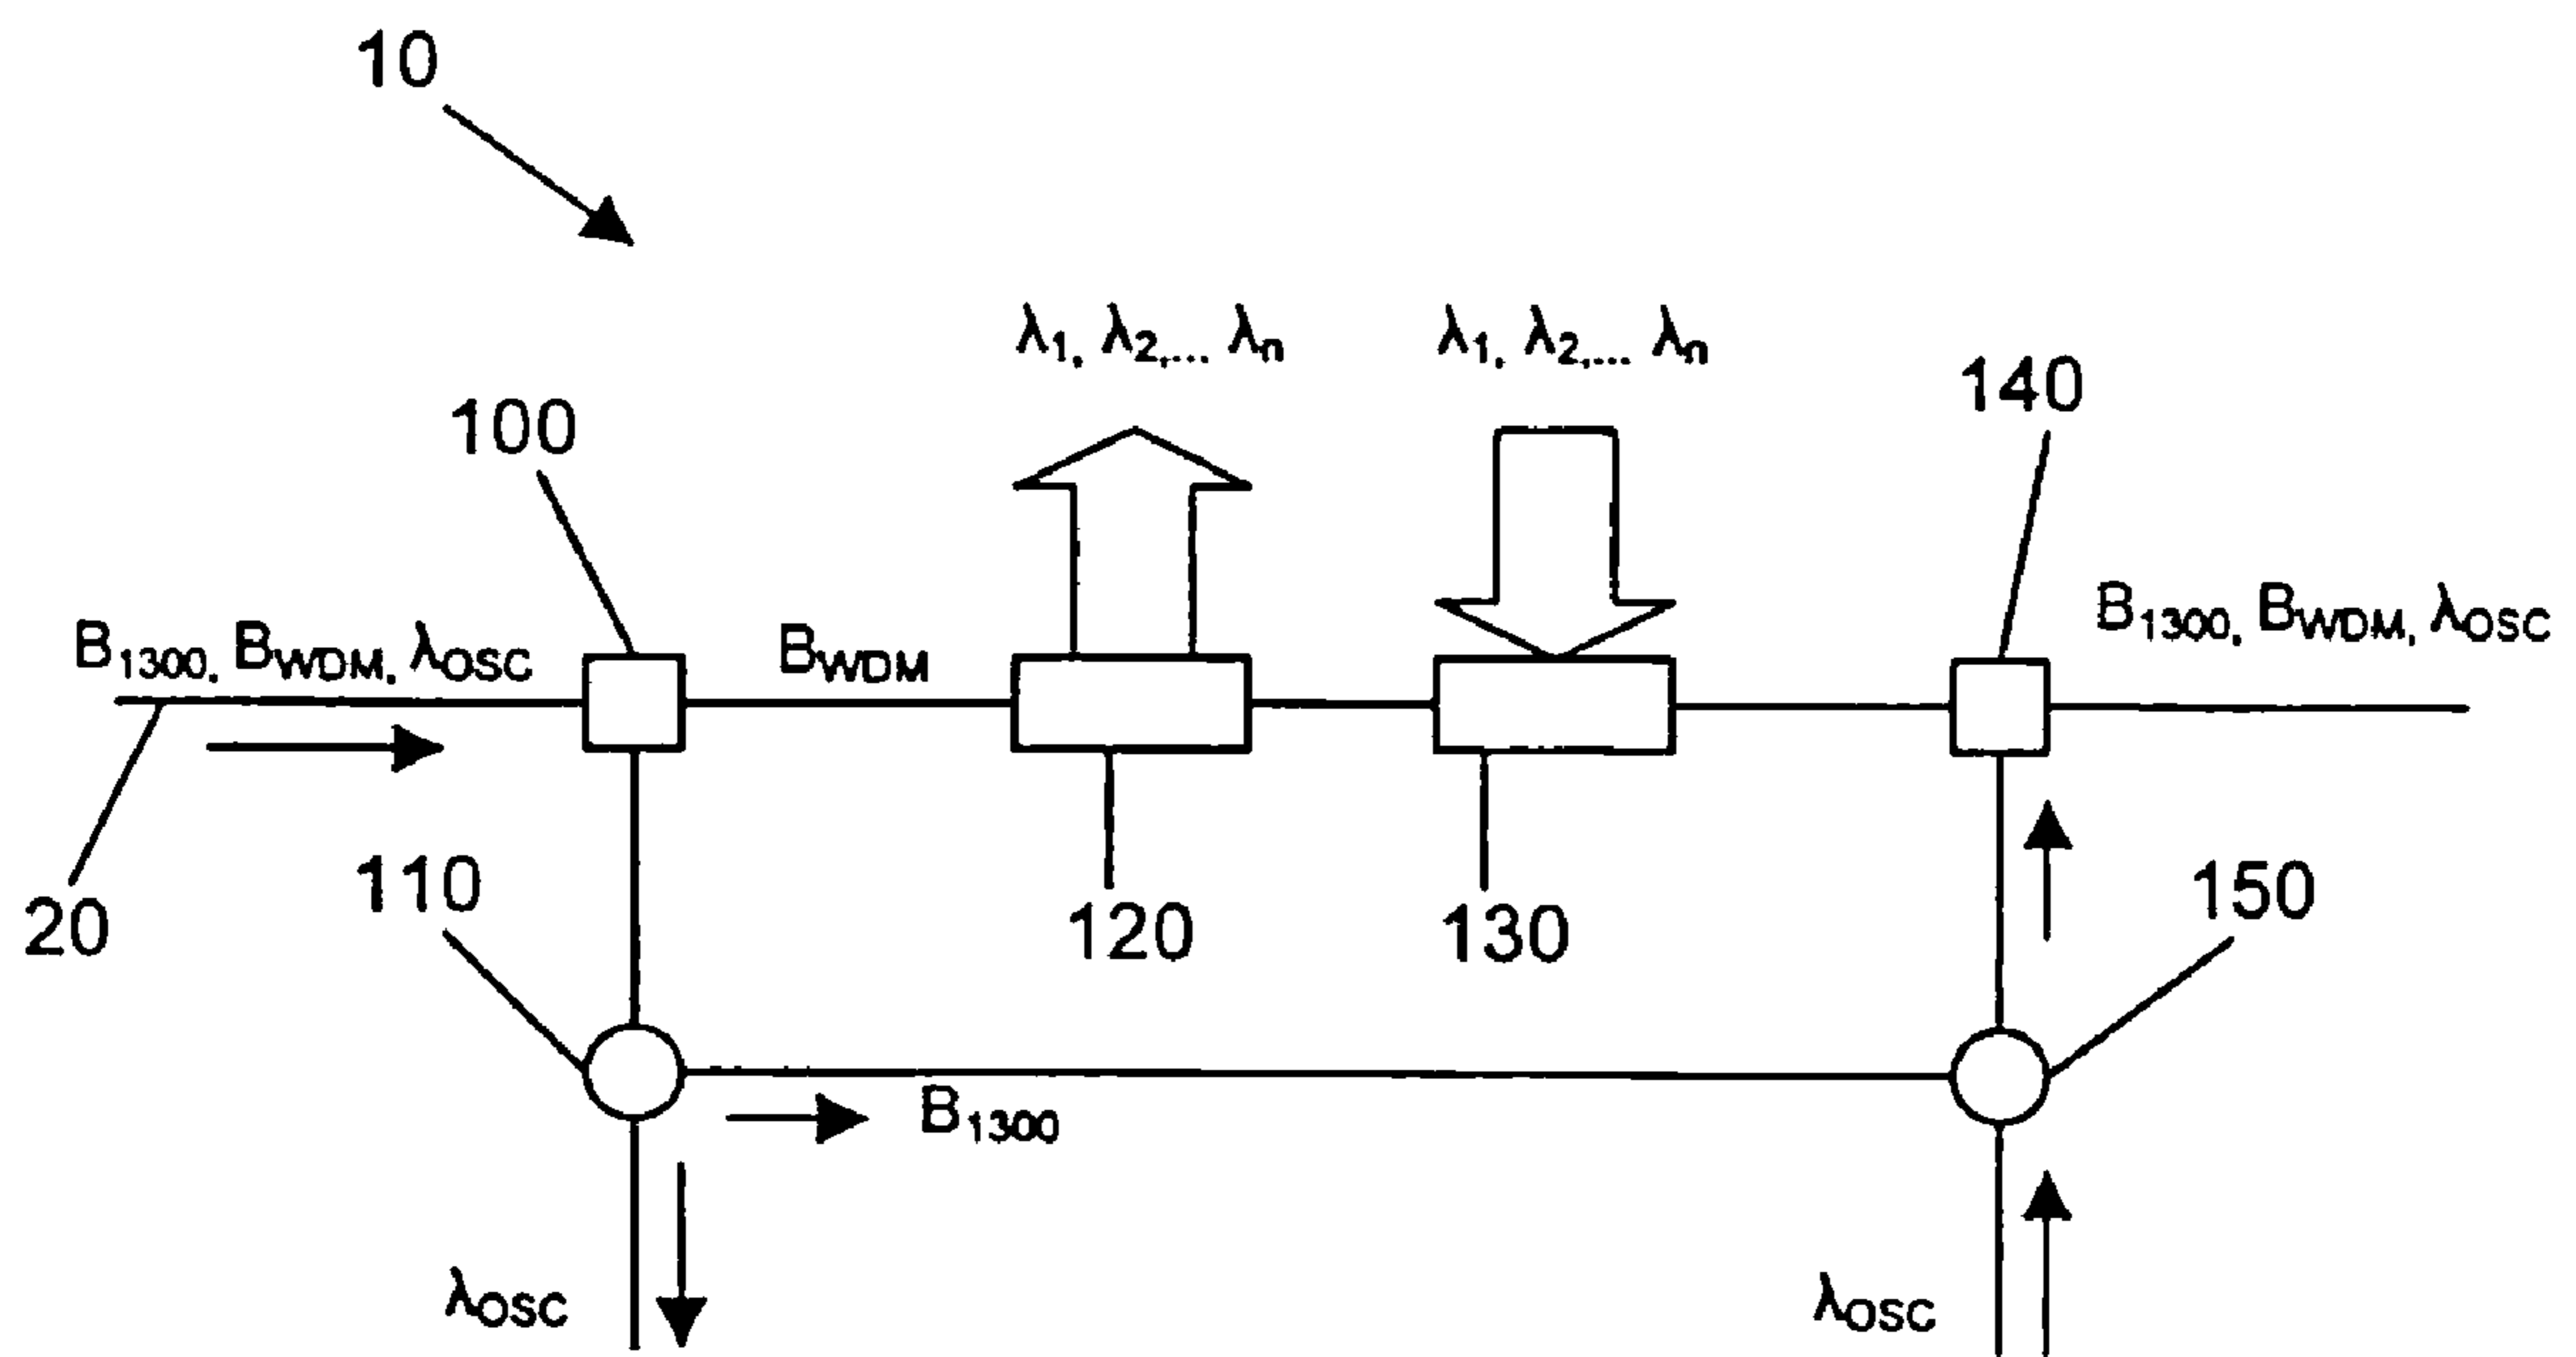 10
λ1, λ2,... λn
λ1, λ2,... λn
140
100
B1300, BWDM, λOSC
BWDM
B1300, BWDM, λOSC
110
150
20
120
130
B1300
λOSC
λOSC